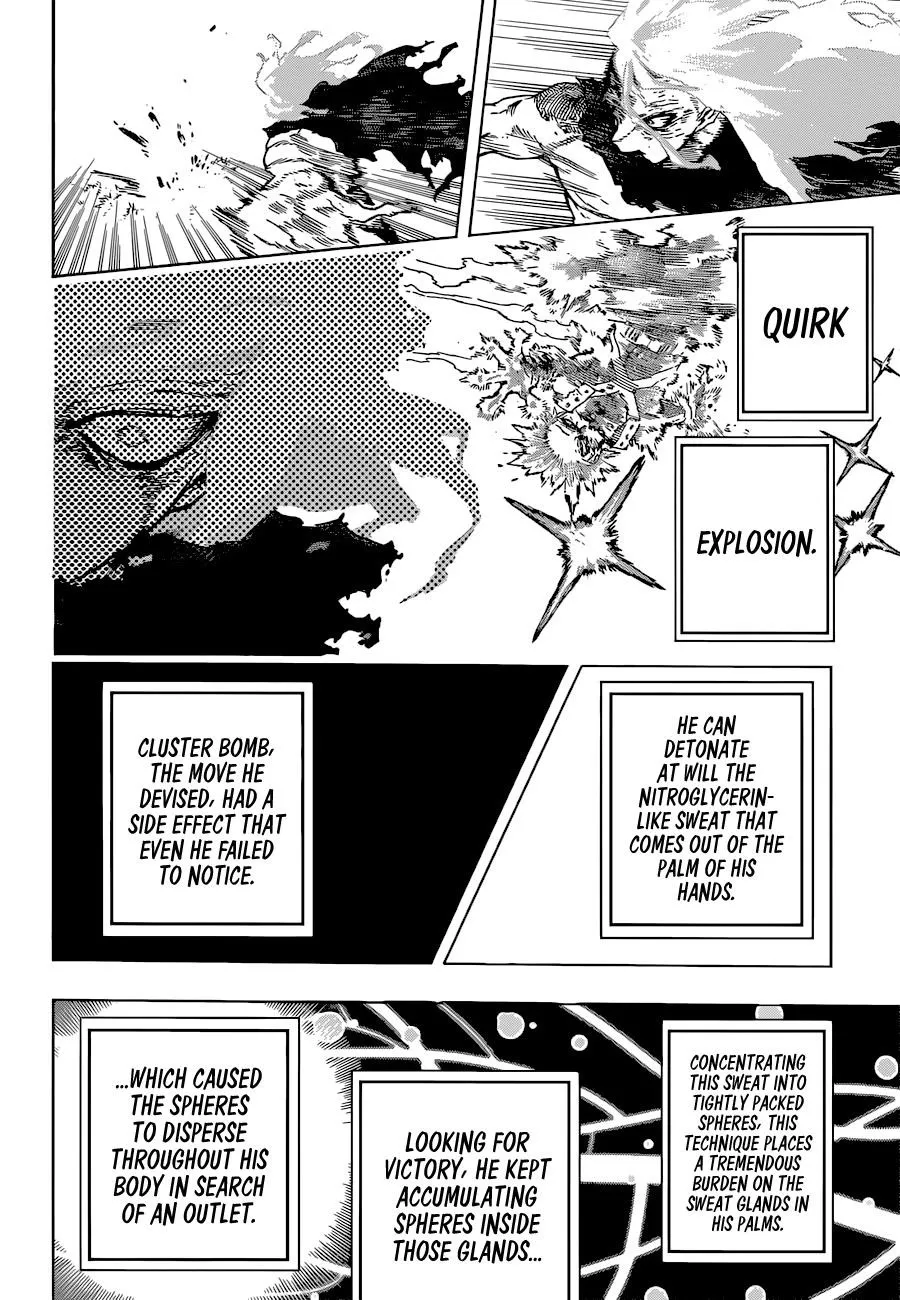 QUIRK
EXPLOSION.
HE CAN
DETONATE
AT WILL THE
NITROGLYCERIN-
LIKE SWEAT THAT
COMES OUT OF THE
PALM OF HIS
HANDS.
CLUSTER BOMB,
THE MOVE HE
DEVISED, HAD A
SIDE EFFECT THAT
EVEN HE FAILED
TO NOTICE.
CONCENTRATING
THIS SWEAT INTO
TIGHTLY PACKED
SPHERES, THIS
TECHNIQUE PLACES
A TREMENDOUS
BURDEN ON THE
SWEAT GLANDS IN
HIS PALMS.
LOOKING FOR
VICTORY, HE KEPT
ACCUMULATING
SPHERES INSIDE
THOSE GLANDS...
...WHICH CAUSED
THE SPHERES
TO DISPERSE
THROUGHOUT HIS
BODY IN SEARCH
OF AN OUTLET.